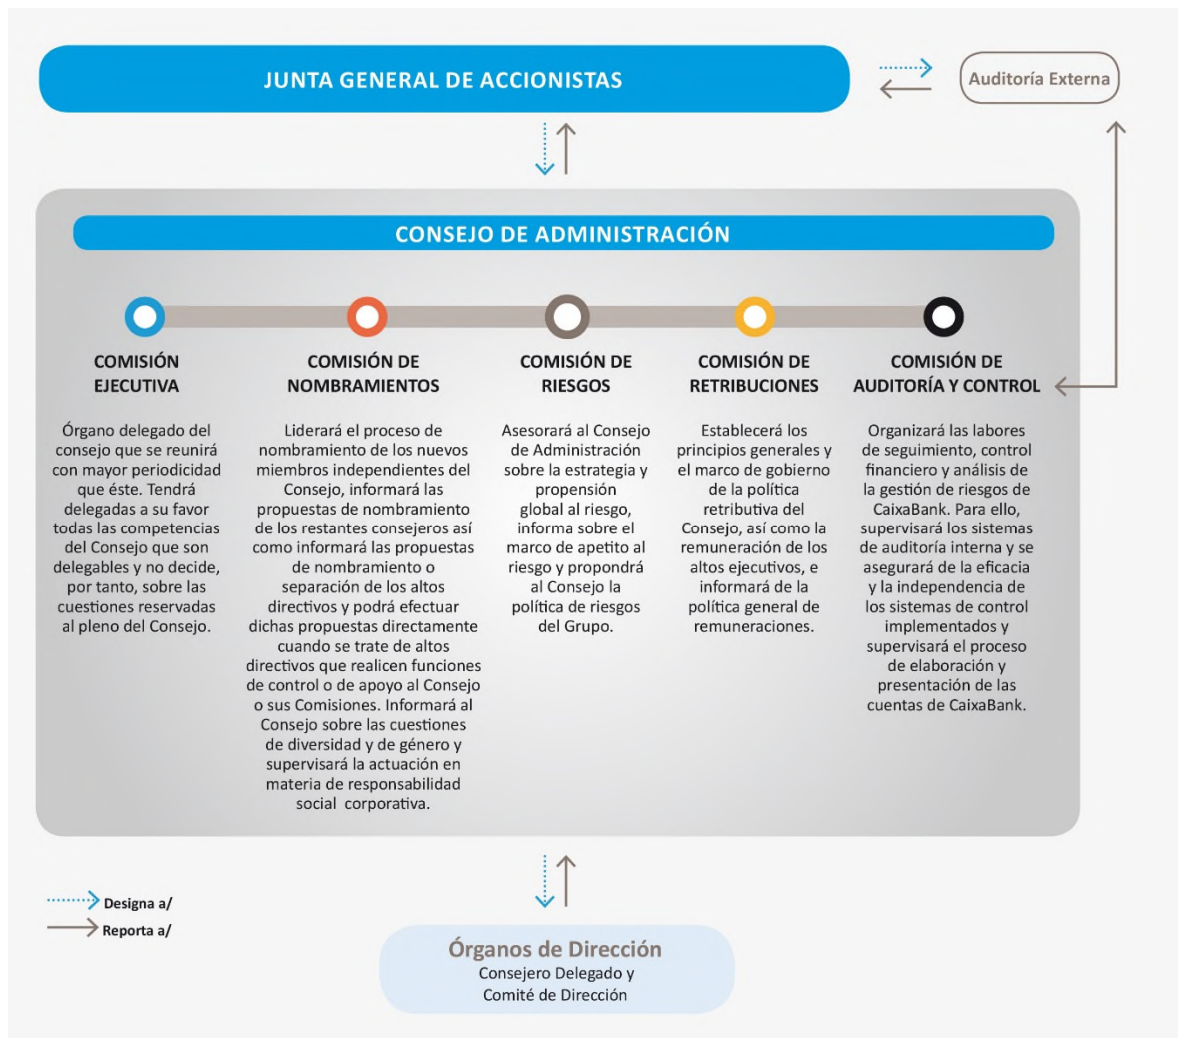 JUNTA GENERAL DE ACCIONISTAS
Auditoría Externa
CONSEJO DE ADMINISTRACIÓN
COMISIÓN
EJECUTIVA
Órgano delegado del
consejo que se reunirá
con mayor periodicidad
que éste. Tendrá
delegadas a su favor
todas las competencias
del Consejo que son
delegables y no decide,
por tanto, sobre las
cuestiones reservadas
al pleno del Consejo.
COMISIÓN DE
NOMBRAMIENTOS
Liderará el proceso de
nombramiento de los nuevos
miembros independientes del
Consejo, informará las
propuestas de nombramiento
de los restantes consejeros así
como informará las propuestas
de nombramiento o
separación de los altos
directivos y podrá efectuar
dichas propuestas directamente
cuando se trate de altos
directivos que realicen funciones
de control o de apoyo al Consejo
o sus Comisiones. Informará al
Consejo sobre las cuestiones
de diversidad y de género y
supervisará la actuación en
materia de responsabilidad
social corporativa.
COMISIÓN DE
RIESGOS
Asesorará al Consejo
de Administración
sobre la estrategia y
propensión
global al riesgo,
informa sobre el
marco de apetito al
riesgo y propondrá
al Consejo la
política de riesgos
del Grupo.
COMISIÓN DE
RETRIBUCIONES
Establecerá los
principios generales y
el marco de gobierno
de la política
retributiva del
Consejo, así como la
remuneración de los
altos ejecutivos, e
informará de la
política general de
remuneraciones.
COMISIÓN DE
AUDITORÍA Y CONTROL
Organizará las labores
de seguimiento, control
financiero y análisis de
la gestión de riesgos de
CaixaBank. Para ello,
supervisará los sistemas
de auditoría interna y se
asegurará de la eficacia
y la independencia de
los sistemas de control
implementados y
supervisará el proceso
de elaboración y
presentación de las
cuentas de CaixaBank.
Designa a/
Reporta a/
Órganos de Dirección
Consejero Delegado y
Comité de Dirección